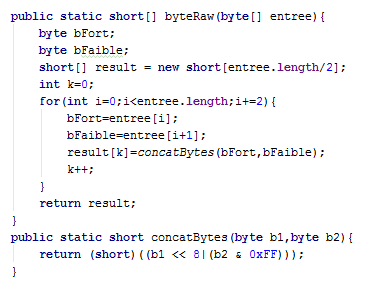 public static short[] byteRaw(byte[] entree){
    byte bFort;
    byte bFaible;
    short[] result = new short[entree.length/2];
    int k=0;
    for(int i=0;i<entree.length;i+=2){
        bFort=entree[i];
        bFaible=entree[i+1];
        result[k]=concatBytes(bFort,bFaible);
        k++;
    }
    return result;
}
public static short concatBytes(byte b1,byte b2){
    return (short)((b1 << 8|(b2 & 0xFF)));
}